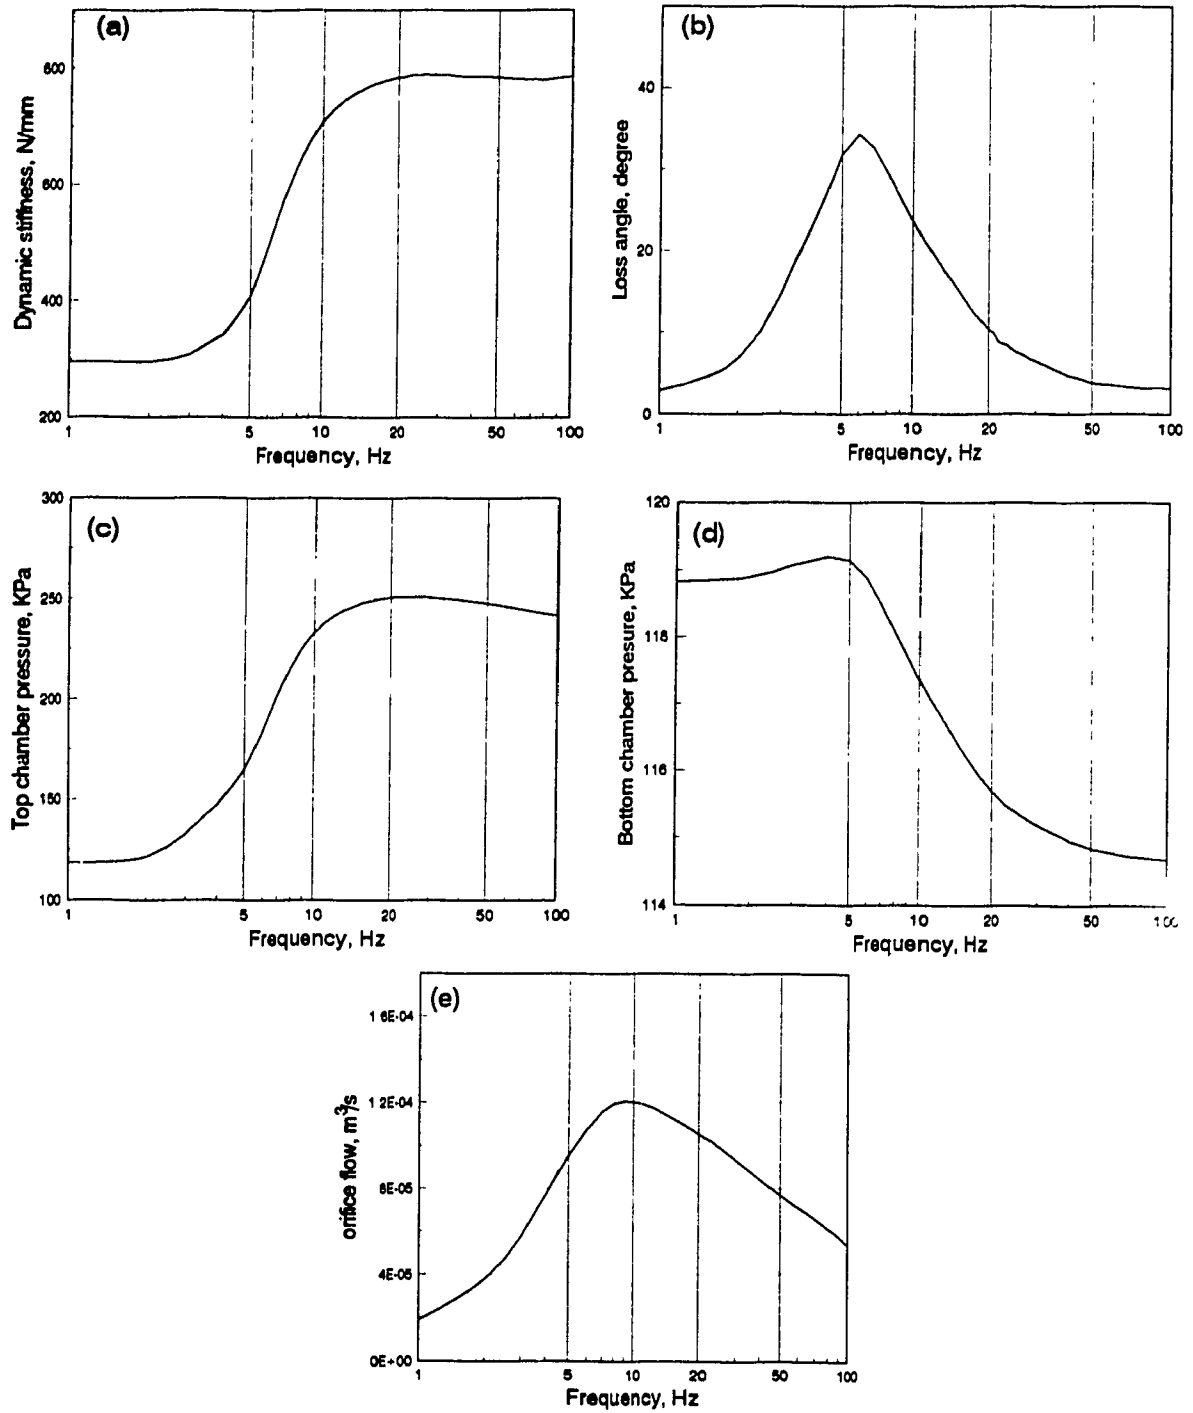 (a)
600
600
400
200
Dynamic stiffness, N/mm
1 5 10 20 50 100
Frequency, Hz
(b)
40
20
0
Loss angle, degree
1 5 10 20 50 100
Frequency, Hz
(c)
300
250
200
150
100
Top chamber pressure, KPa
1 5 10 20 50 100
Frequency, Hz
(d)
120
118
116
114
Bottom chamber presure, KPa
1 5 10 20 50 100
Frequency, Hz
(e)
1 6E-04
1 2E-04
8E-05
4E-05
0E+00
orifice flow, m³/s
1 5 10 20 50 100
Frequency, Hz